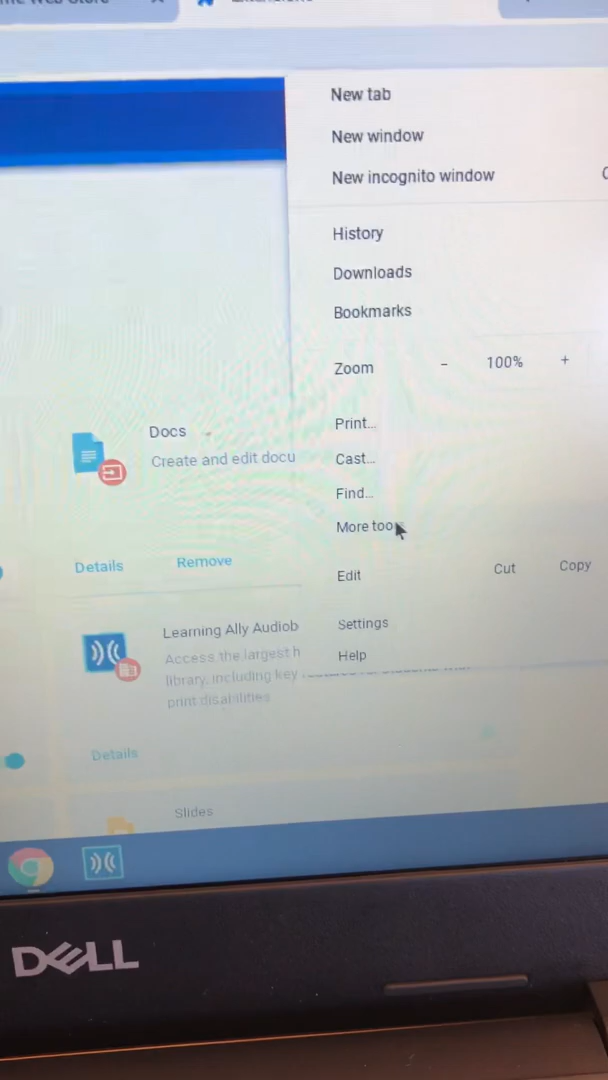 New tab
New window
New incognito window
History
Downloads
Bookmarks
Zoom - 100% +
Docs
Create and edit docu
Print...
Cast...
Find...
More too
Details Remove
Edit Cut Copy
Learning Ally Audiob
Access the largest h
library, including key
print disabilities
Settings
Help
Details
Slides
DELL